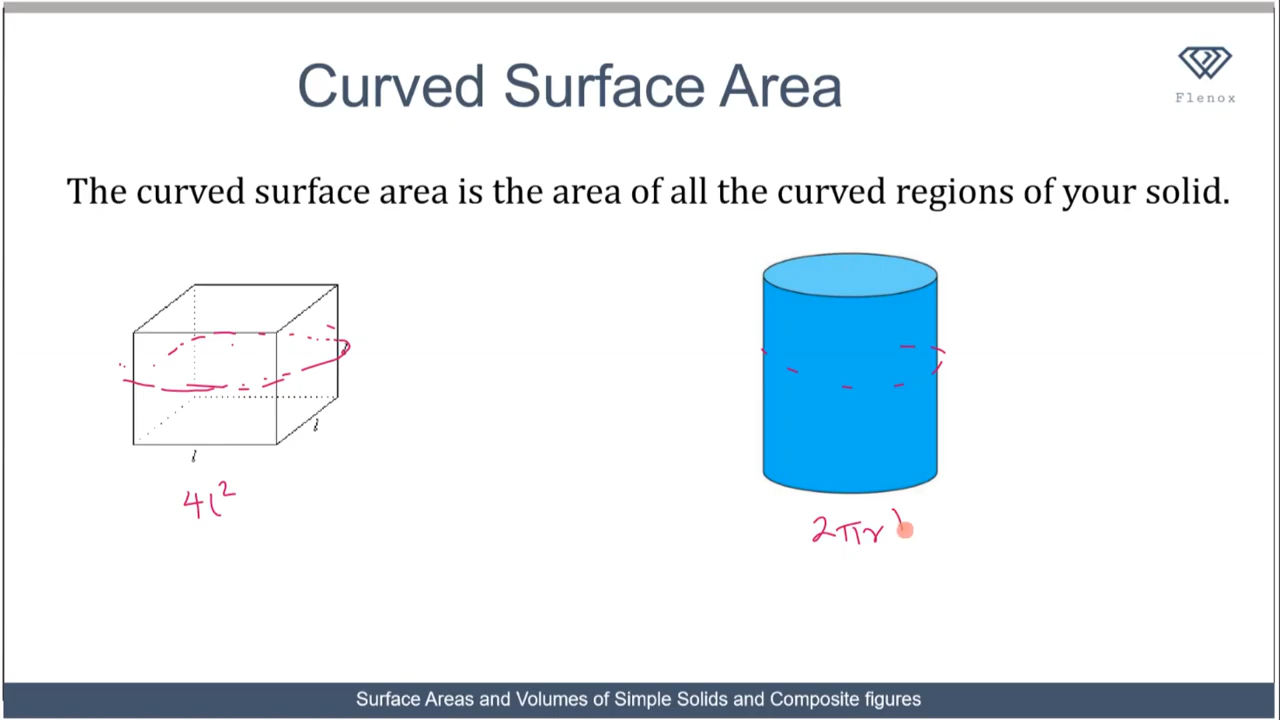 Curved Surface Area
Flenox
The curved surface area is the area of all the curved regions of your solid.
l
l
4l²
2πr
Surface Areas and Volumes of Simple Solids and Composite figures